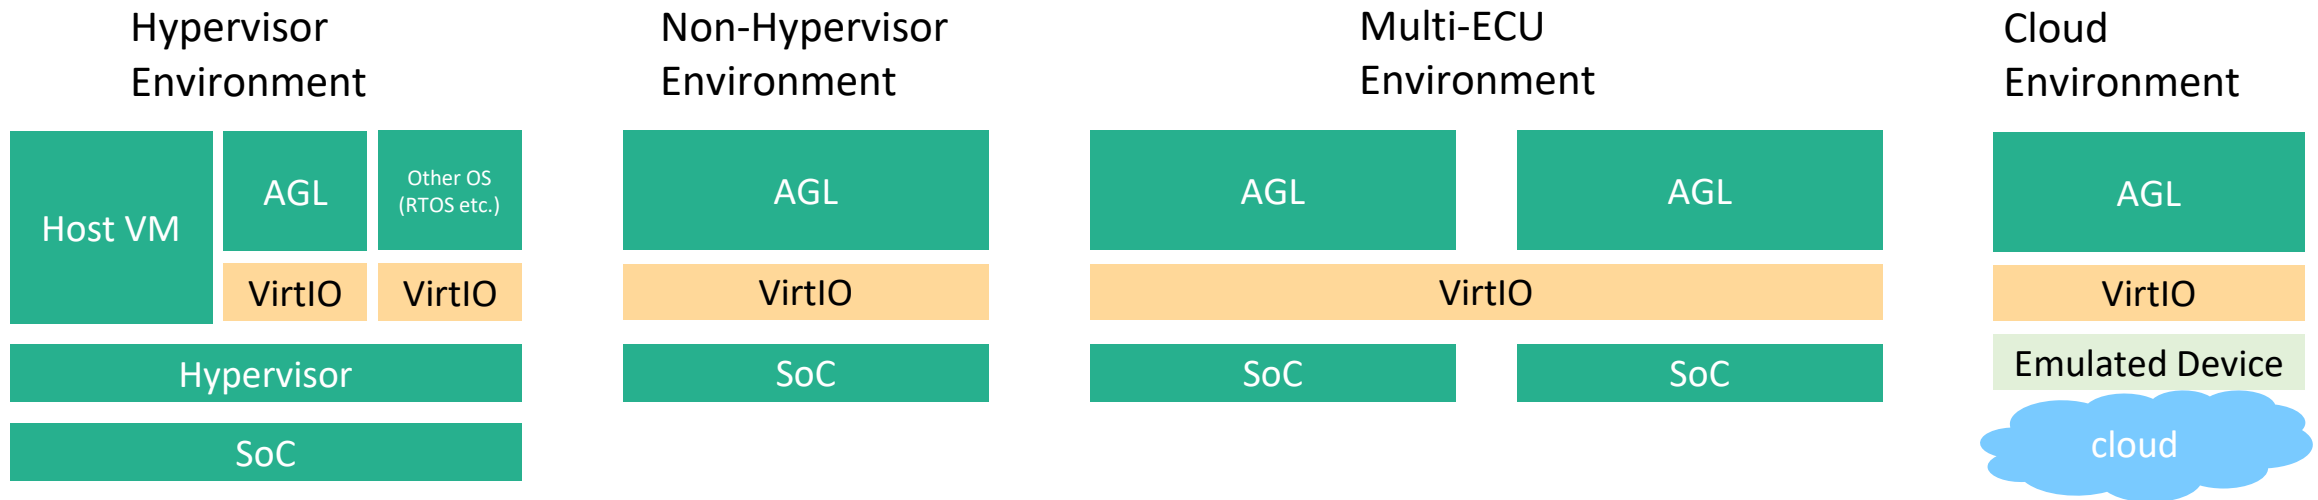 Hypervisor
Environment
Host VM
AGL
Other OS
(RTOS etc.)
VirtIO
VirtIO
Hypervisor
SoC
Non-Hypervisor
Environment
AGL
VirtIO
SoC
Multi-ECU
Environment
AGL
AGL
VirtIO
SoC
SoC
Cloud
Environment
AGL
VirtIO
Emulated Device
cloud